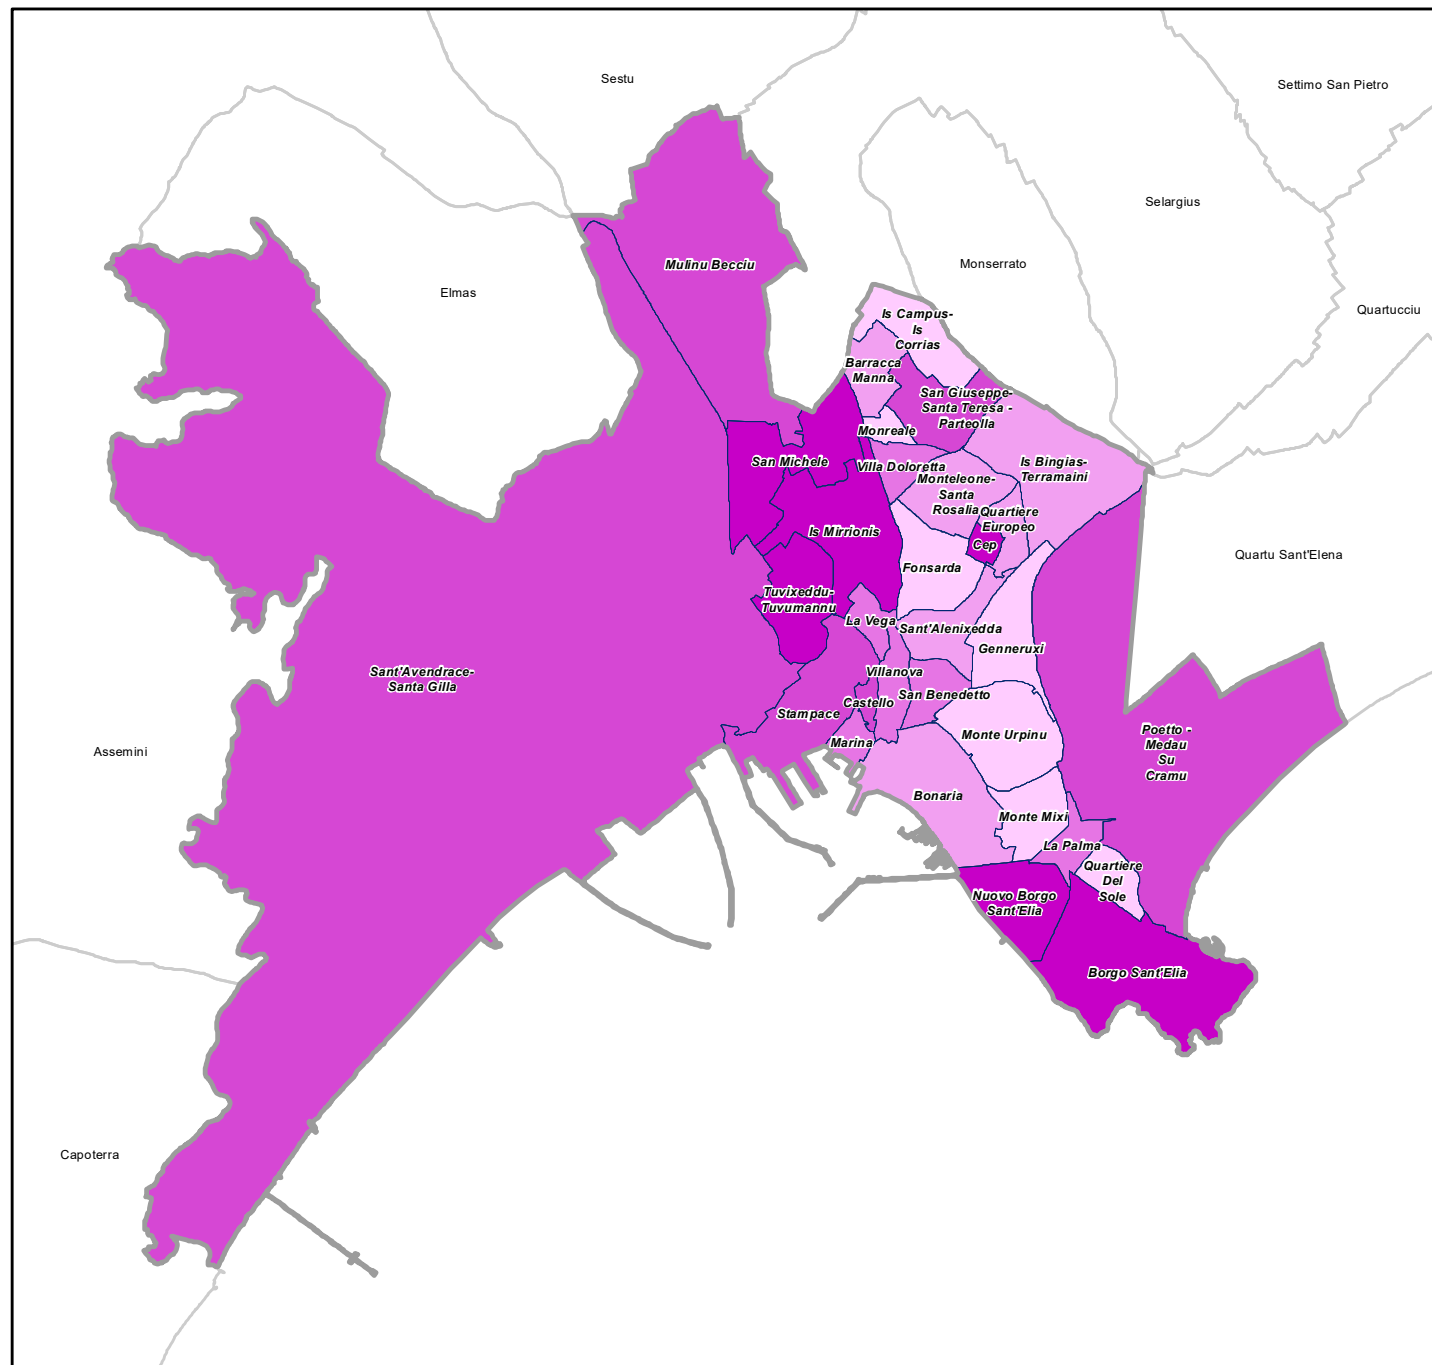 Sestu
Settimo San Pietro
Selargius
Mulinu Becciu
Monserrato
Elmas
Quartucciu
Is Campus-
Is
Corrias
Barracca
Manna
San Giuseppe-
Santa Teresa -
Parteolla
Monreale
San Michele
Villa Doloretta
Is Bingias-
Terramaini
Monteleone-
Santa
Rosalia
Quartiere
Europeo
Is Mirrionis
Cep
Quartu Sant'Elena
Fonsarda
Tuvixeddu-
Tuvumannu
La Vega
Sant'Alenixedda
Genneruxi
Sant'Avendrace-
Santa Gilla
Villanova
San Benedetto
Castello
Stampace
Marina
Monte Urpinu
Poetto -
Medau
Su
Cramu
Assemini
Bonaria
Monte Mixi
La Palma
Quartiere
Del
Sole
Nuovo Borgo
Sant'Elia
Borgo Sant'Elia
Capoterra